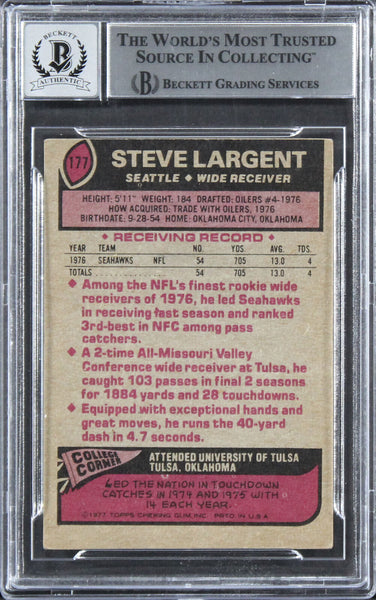 BECKETT
AUTHENTIC
THE WORLD'S MOST TRUSTED
SOURCE IN COLLECTING™
BECKETT GRADING SERVICES
177
STEVE LARGENT
SEATTLE ◆ WIDE RECEIVER
HEIGHT: 5'11" WEIGHT: 184 DRAFTED: OILERS #4-1976
HOW ACQUIRED: TRADE WITH OILERS, 1976
BIRTHDATE: 9-28-54 HOME: OKLAHOMA CITY, OKLAHOMA
● RECEIVING RECORD ●
YEAR TEAM NO. YDS. AVG. TDS.
1976 SEAHAWKS NFL 54 705 13.0 4
TOTALS 54 705 13.0 4
◆ Among the NFL's finest rookie wide
receivers of 1976, he led Seahawks
in receiving last season and ranked
3rd-best in NFC among pass
catchers.
◆ A 2-time All-Missouri Valley
Conference wide receiver at Tulsa, he
caught 103 passes in final 2 seasons
for 1884 yards and 28 touchdowns.
◆ Equipped with exceptional hands and
great moves, he runs the 40-yard
dash in 4.7 seconds.
COLLEGE
CORNER
ATTENDED UNIVERSITY OF TULSA
TULSA, OKLAHOMA
LED THE NATION IN TOUCHDOWN
CATCHES IN 1974 AND 1975 WITH
14 EACH YEAR.
©1977 TOPPS CHEWING GUM, INC. PRTD. IN U.S.A.